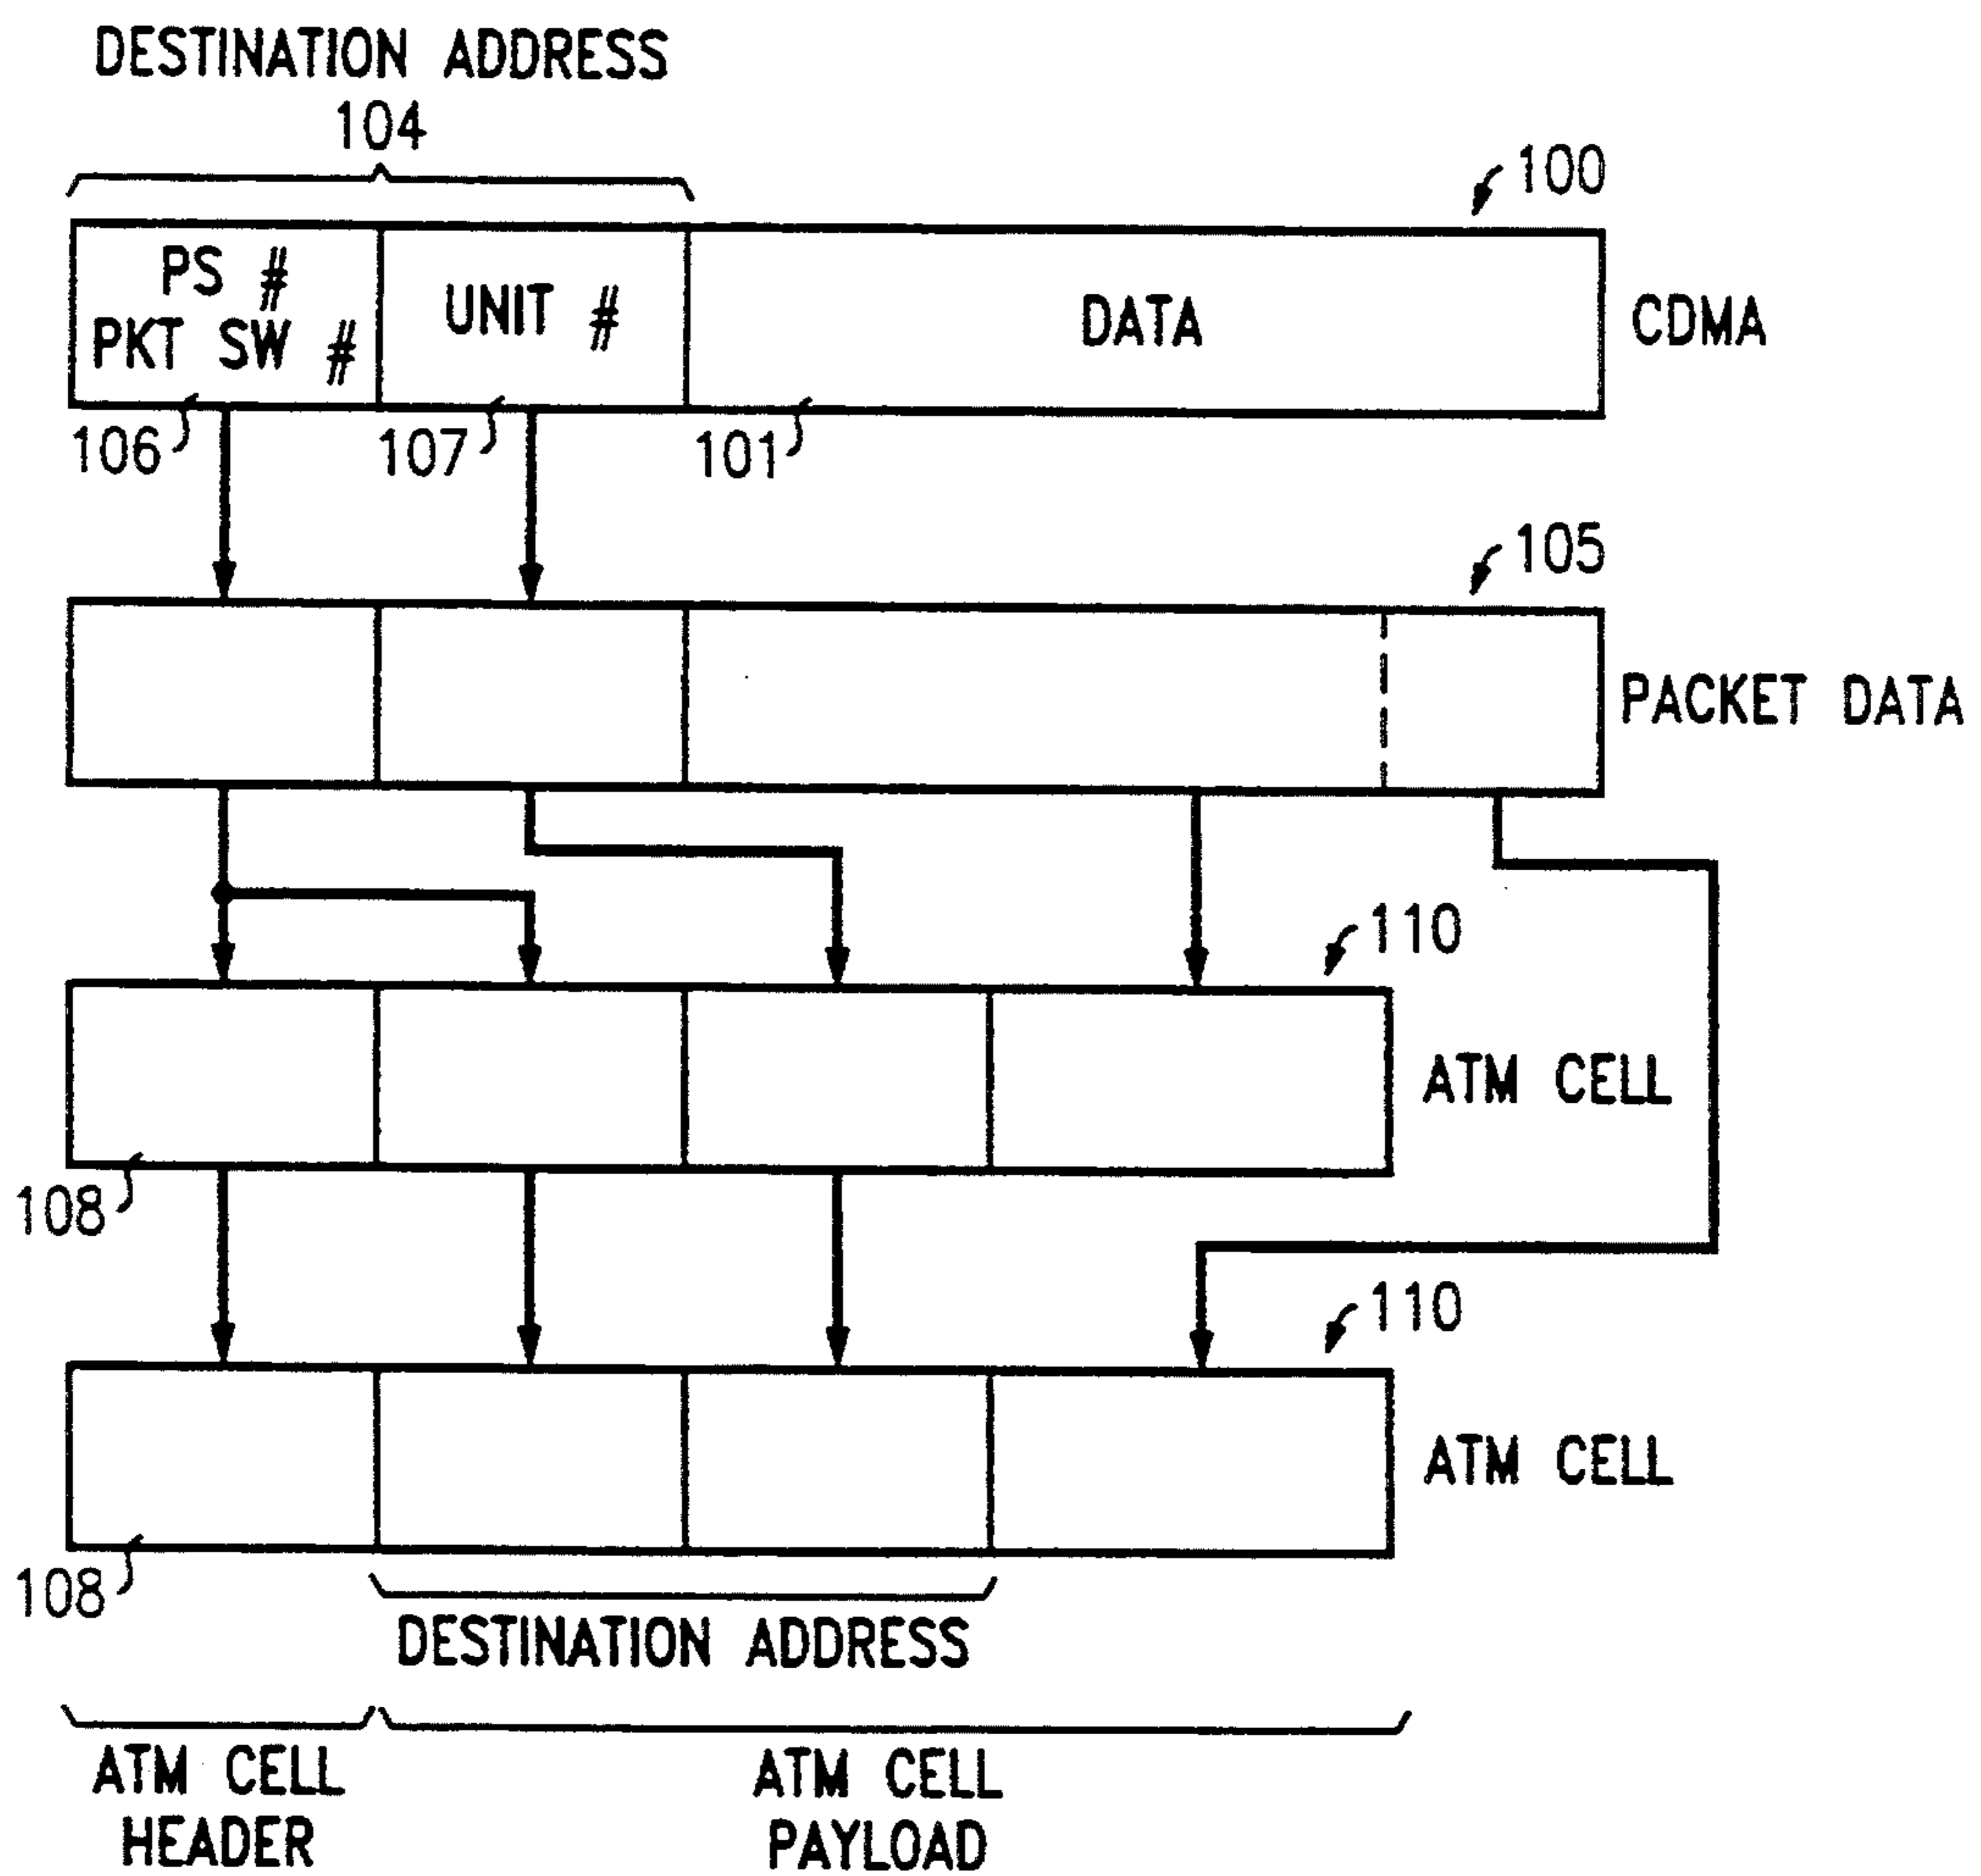 DESTINATION ADDRESS
104
100
PS #
PKT SW #
UNIT #
DATA
CDMA
106
107
101
105
PACKET DATA
110
ATM CELL
108
110
ATM CELL
108
DESTINATION ADDRESS
ATM CELL
HEADER
ATM CELL
PAYLOAD